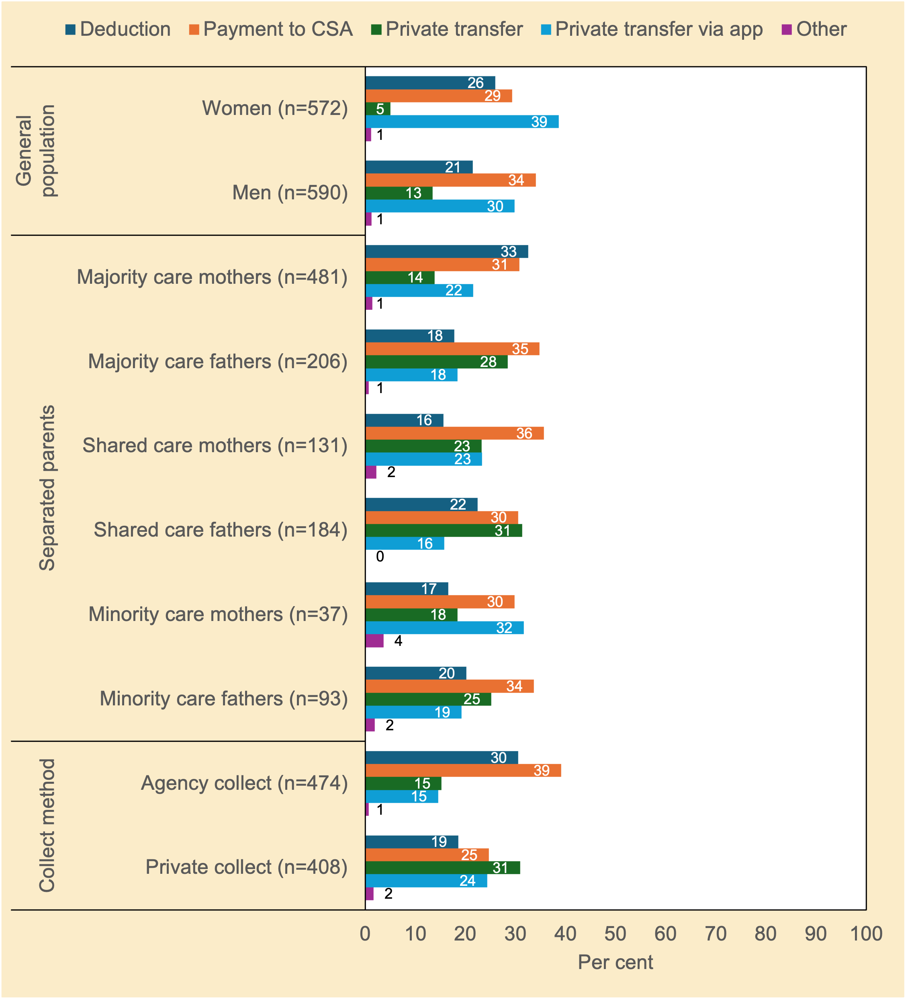 Deduction Payment to CSA Private transfer Private transfer via app Other
General
population
Women (n=572)
26
29
5
39
1
Men (n=590)
21
34
13
30
1
Separated parents
Majority care mothers (n=481)
33
31
14
22
1
Majority care fathers (n=206)
18
35
28
18
1
Shared care mothers (n=131)
16
36
23
23
2
Shared care fathers (n=184)
22
30
31
16
0
Minority care mothers (n=37)
17
30
18
32
4
Minority care fathers (n=93)
20
34
25
19
2
Collect method
Agency collect (n=474)
30
39
15
15
1
Private collect (n=408)
19
25
31
24
2
0 10 20 30 40 50 60 70 80 90 100
Per cent